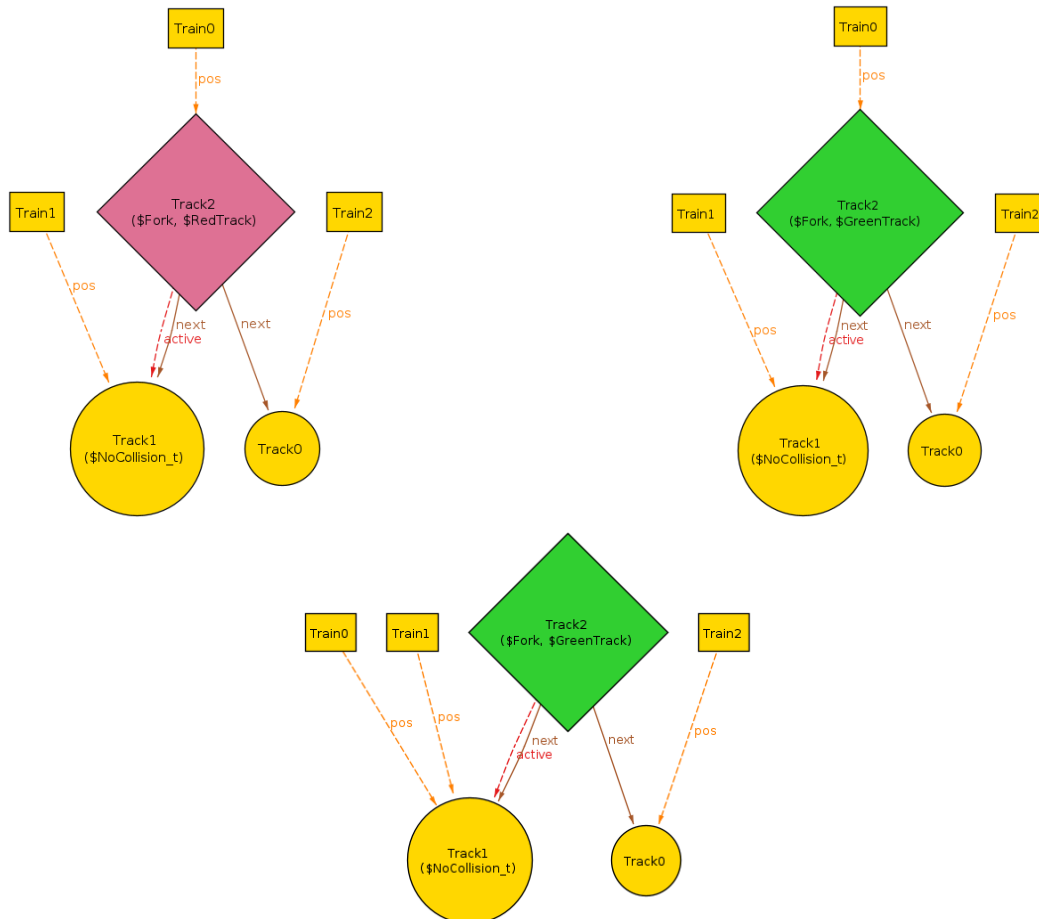 Train0
pos
Track2
($Fork, $RedTrack)
Train1
Train2
pos
pos
next
active
next
Track1
($NoCollision_t)
Track0
Train0
pos
Track2
($Fork, $GreenTrack)
Train1
Train2
pos
pos
next
active
next
Track1
($NoCollision_t)
Track0
Track2
($Fork, $GreenTrack)
Train0
Train1
Train2
pos
pos
pos
next
active
next
Track1
($NoCollision_t)
Track0